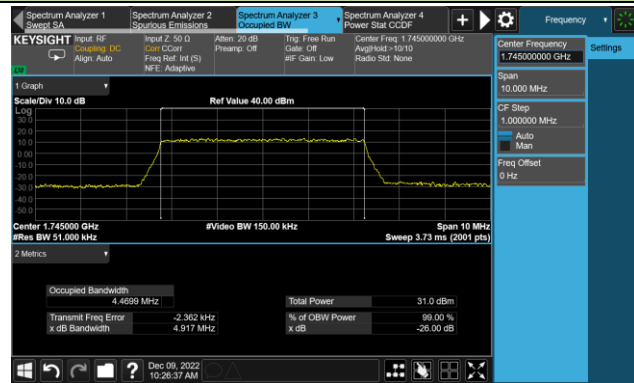 Spectrum Analyzer 1
Swept SA
Spectrum Analyzer 2
Spurious Emissions
Spectrum Analyzer 3
Occupied BW
Spectrum Analyzer 4
Power Stat CCDF
Frequency
KEYSIGHT
Input: RF
Coupling: DC
Align: Auto
Input Z: 50 Ω
Corr CCorr
Freq Ref: Int (S)
NFE: Adaptive
Atten: 20 dB
Preamp: Off
Trig: Free Run
Gate: Off
#IF Gain: Low
Center Freq: 1.745000000 GHz
Avg|Hold:>10/10
Radio Std: None
Center Frequency
1.745000000 GHz
Settings
Span
10.000 MHz
CF Step
1.000000 MHz
Auto
Man
Freq Offset
0 Hz
1 Graph
Scale/Div 10.0 dB
Ref Value 40.00 dBm
Log
30.0
20.0
10.0
0.00
-10.0
-20.0
-30.0
-40.0
-50.0
Center 1.745000 GHz
#Video BW 150.00 kHz
Span 10 MHz
#Res BW 51.000 kHz
Sweep 3.73 ms (2001 pts)
2 Metrics
Occupied Bandwidth
4.4699 MHz
Total Power
31.0 dBm
Transmit Freq Error
-2.362 kHz
% of OBW Power
99.00 %
x dB Bandwidth
4.917 MHz
x dB
-26.00 dB
Dec 09, 2022
10:26:37 AM